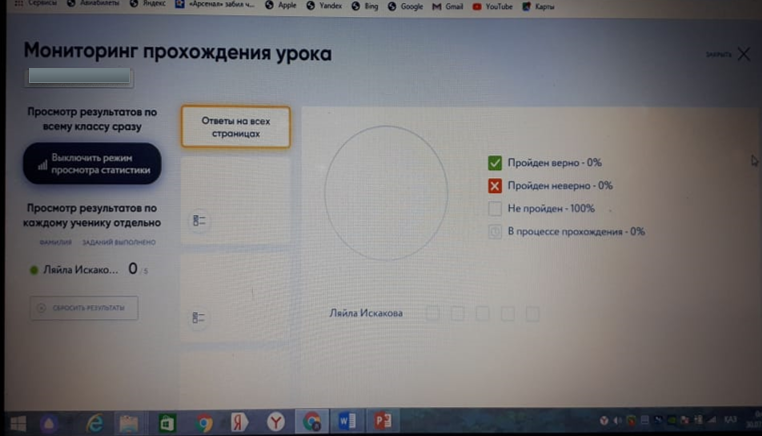 Сервисы Авиабилеты Яндекс «Арсенал» забил ч... Apple Yandex Bing Google Gmail YouTube Карты
Мониторинг прохождения урока
ЗАКРЫТЬ
Просмотр результатов по
всему классу сразу
Выключить режим
просмотра статистики
Просмотр результатов по
каждому ученику отдельно
ФАМИЛИЯ ЗАДАНИЙ ВЫПОЛНЕНО
Ляйла Искако... 0 / 5
СБРОСИТЬ РЕЗУЛЬТАТЫ
Ответы на всех
страницах
Пройден верно - 0%
Пройден неверно - 0%
Не пройден - 100%
В процессе прохождения - 0%
Ляйла Искакова
ҚАЗ